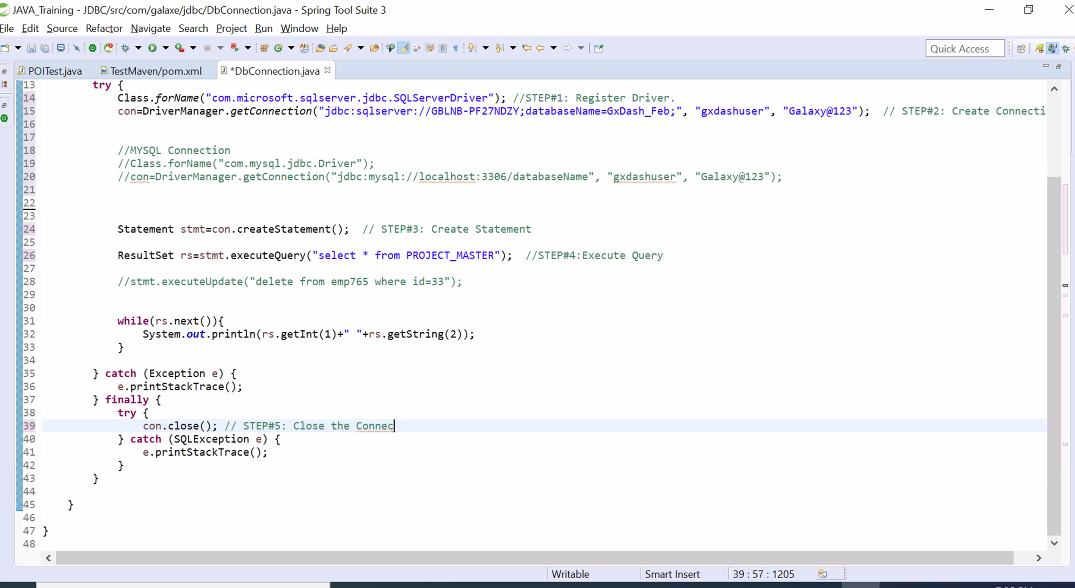 JAVA_Training - JDBC/src/com/galaxe/jdbc/DbConnection.java - Spring Tool Suite 3
File Edit Source Refactor Navigate Search Project Run Window Help
Quick Access
POITest.java TestMaven/pom.xml *DbConnection.java
13 try {
14 Class.forName("com.microsoft.sqlserver.jdbc.SQLServerDriver"); //STEP#1: Register Driver.
15 con=DriverManager.getConnection("jdbc:sqlserver://GBLNB-PF27NDZY;databaseName=GxDash_Feb;", "gxdashuser", "Galaxy@123"); // STEP#2: Create Connecti
16
17
18 //MYSQL Connection
19 //Class.forName("com.mysql.jdbc.Driver");
20 //con=DriverManager.getConnection("jdbc:mysql://localhost:3306/databaseName", "gxdashuser", "Galaxy@123");
21
22
23
24 Statement stmt=con.createStatement(); // STEP#3: Create Statement
25
26 ResultSet rs=stmt.executeQuery("select * from PROJECT_MASTER"); //STEP#4:Execute Query
27
28 //stmt.executeUpdate("delete from emp765 where id=33");
29
30
31 while(rs.next()){
32 System.out.println(rs.getInt(1)+" "+rs.getString(2));
33 }
34
35 } catch (Exception e) {
36 e.printStackTrace();
37 } finally {
38 try {
39 con.close(); // STEP#5: Close the Connec
40 } catch (SQLException e) {
41 e.printStackTrace();
42 }
43 }
44
45 }
46
47 }
48
Writable Smart Insert 39 : 57 : 1205